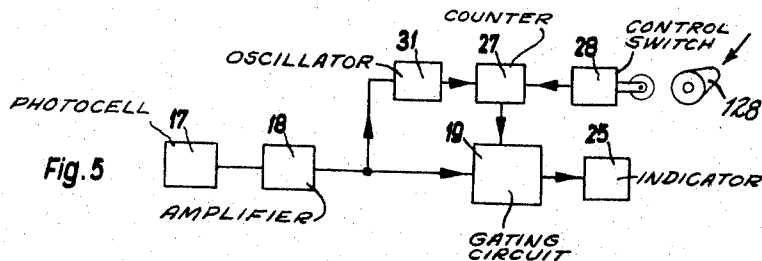 COUNTER
CONTROL
SWITCH
OSCILLATOR
31
27
28
128
PHOTOCELL
17
18
19
25
Fig. 5
INDICATOR
AMPLIFIER
GATING
CIRCUIT